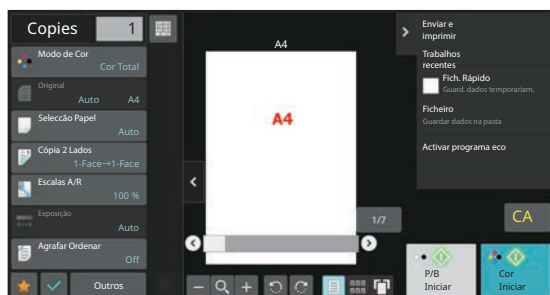 Copies 1
Modo de Cor
Cor Total
Original
Auto A4
Selecção Papel
Auto
Cópia 2 Lados
1-Face→1-Face
Escalas A/R
100 %
Exposição
Auto
Agrafar Ordenar
Off
Outros
A4
A4
1/7
Enviar e
imprimir
Trabalhos
recentes
Fich. Rápido
Guard. dados temporariam.
Ficheiro
Guardar dados na pasta
Activar programa eco
CA
P/B
Iniciar
Cor
Iniciar